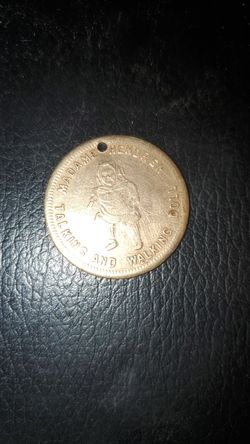 MADAME HENDREN DOLL
TALKING AND WALKING